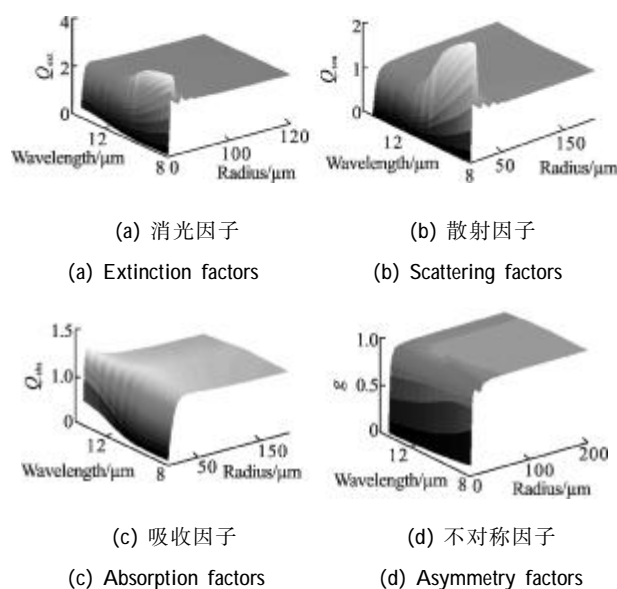 4
2
0
Q_ext
12
8
0
100
120
Wavelength/μm
Radius/μm
2
1
0
Q_sca
12
8
50
150
Wavelength/μm
Radius/μm
(a) 消光因子
(b) 散射因子
(a) Extinction factors
(b) Scattering factors
1.5
1.0
0
Q_abs
12
8
50
150
Wavelength/μm
Radius/μm
1.0
0.5
0
g
12
8
0
100
200
Wavelength/μm
Radius/μm
(c) 吸收因子
(d) 不对称因子
(c) Absorption factors
(d) Asymmetry factors